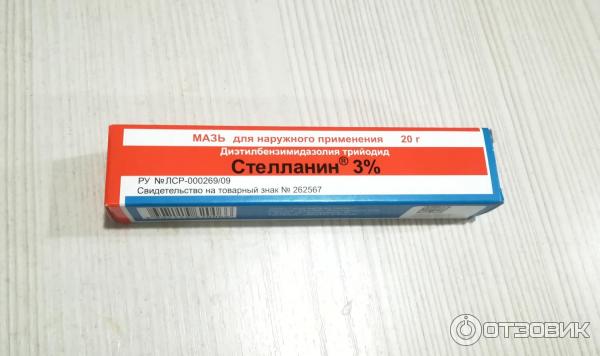 МАЗЬ для наружного применения 20 г
Диэтилбензимидазолия трийодид
Стелланин® 3%
РУ №ЛСР-000269/09
Свидетельство на товарный знак № 262567
ОТЗОВИК